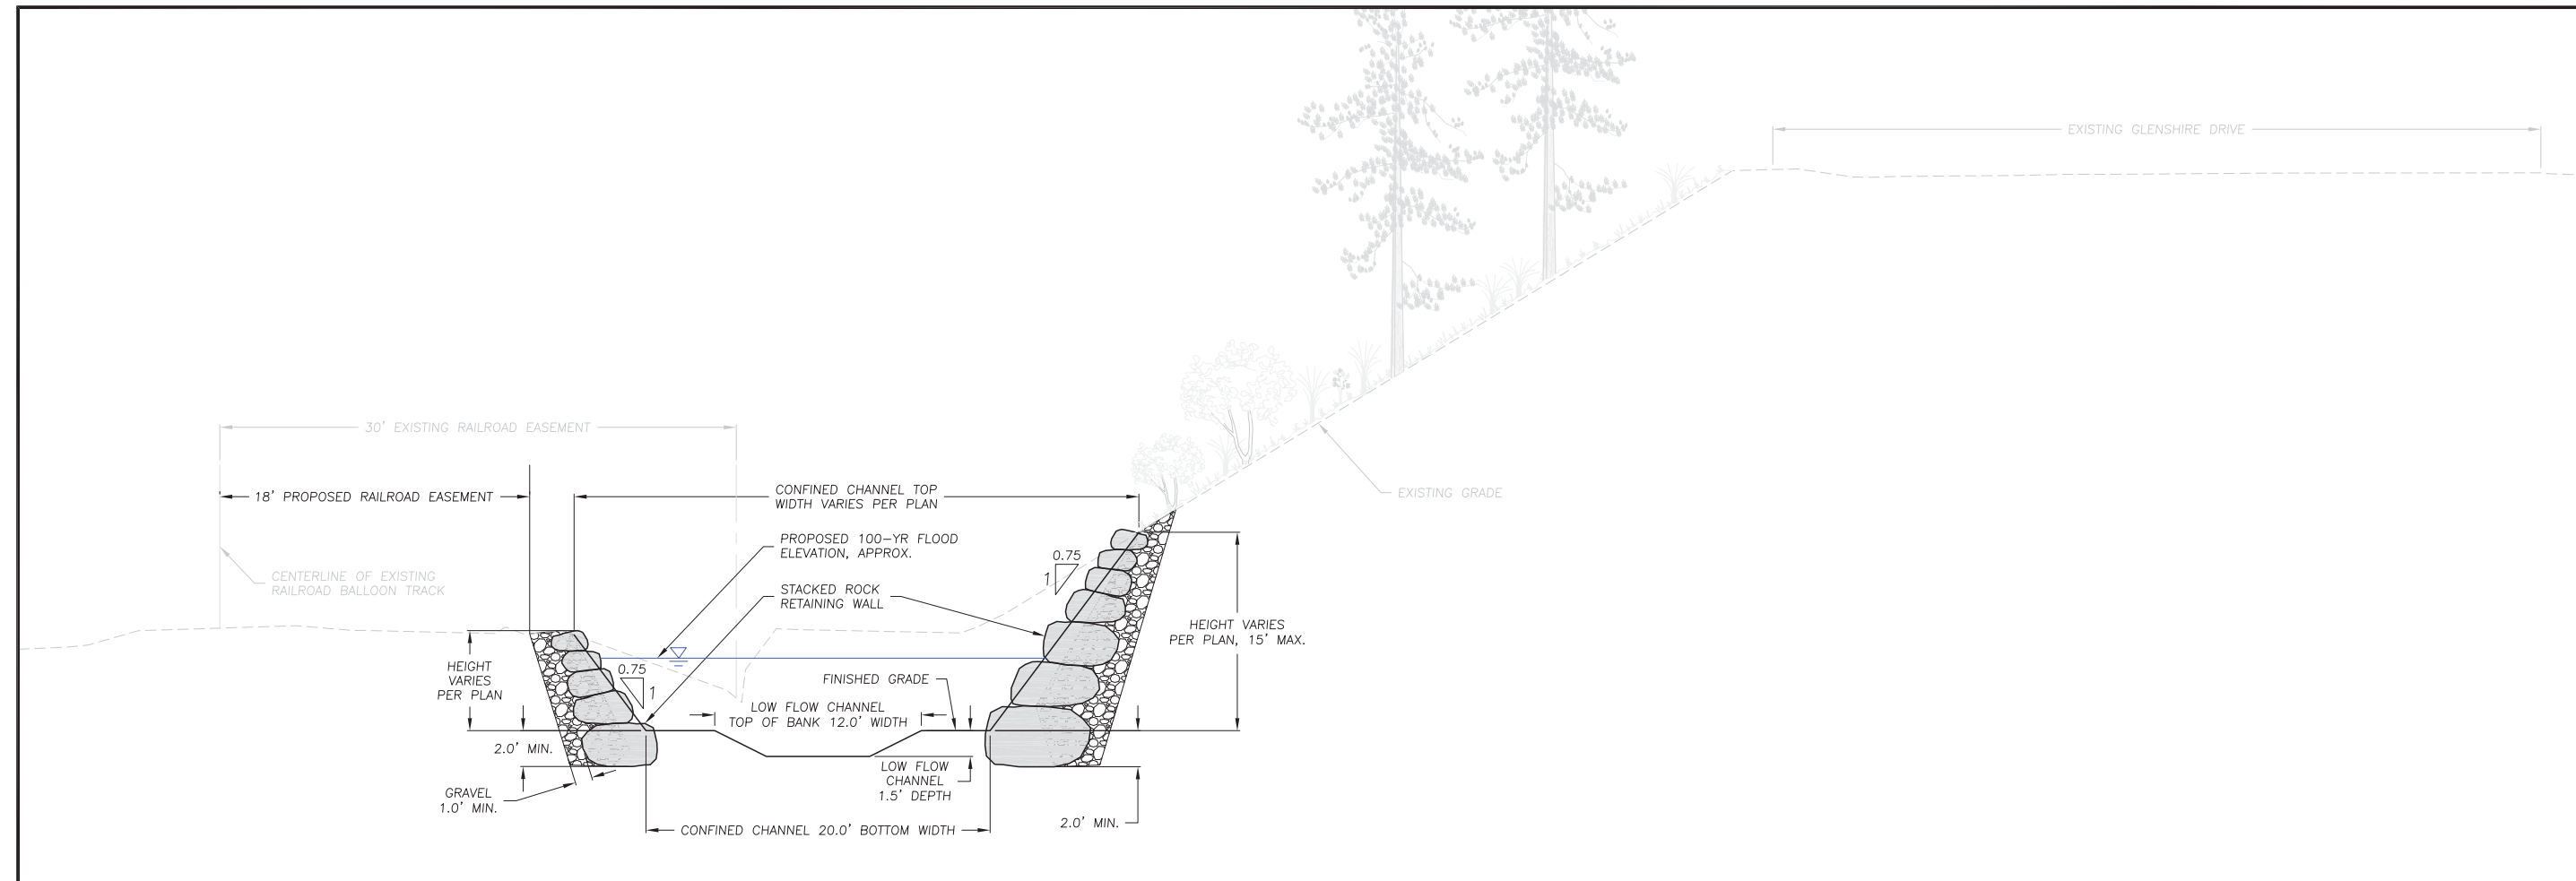 EXISTING GLENSHIRE DRIVE
30' EXISTING RAILROAD EASEMENT
18' PROPOSED RAILROAD EASEMENT
CONFINED CHANNEL TOP
WIDTH VARIES PER PLAN
EXISTING GRADE
PROPOSED 100-YR FLOOD
ELEVATION, APPROX.
CENTERLINE OF EXISTING
RAILROAD BALLOON TRACK
STACKED ROCK
RETAINING WALL
0.75
1
HEIGHT VARIES
PER PLAN, 15' MAX.
HEIGHT
VARIES
PER PLAN
0.75
1
FINISHED GRADE
LOW FLOW CHANNEL
TOP OF BANK 12.0' WIDTH
2.0' MIN.
LOW FLOW
CHANNEL
1.5' DEPTH
GRAVEL
1.0' MIN.
2.0' MIN.
CONFINED CHANNEL 20.0' BOTTOM WIDTH